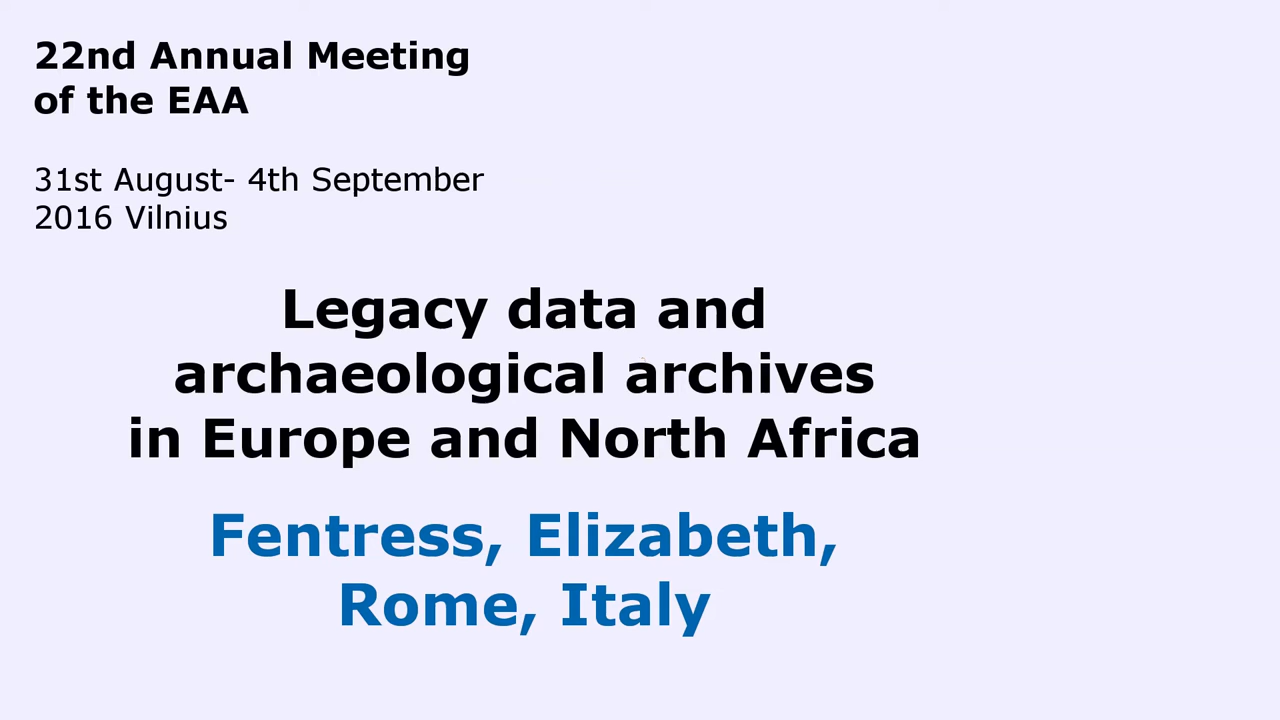 22nd Annual Meeting
of the EAA
31st August- 4th September
2016 Vilnius
Legacy data and
archaeological archives
in Europe and North Africa
Fentress, Elizabeth,
Rome, Italy